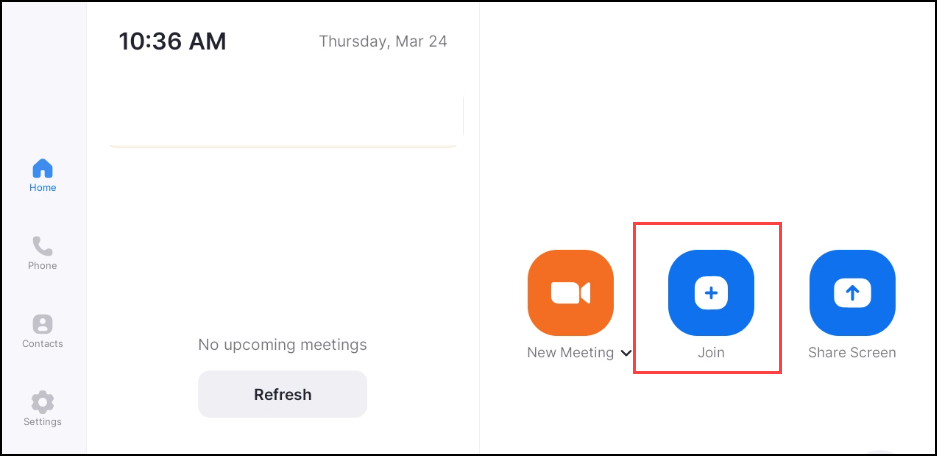 10:36 AM
Thursday, Mar 24
Home
Phone
Contacts
Settings
No upcoming meetings
Refresh
New Meeting
Join
Share Screen